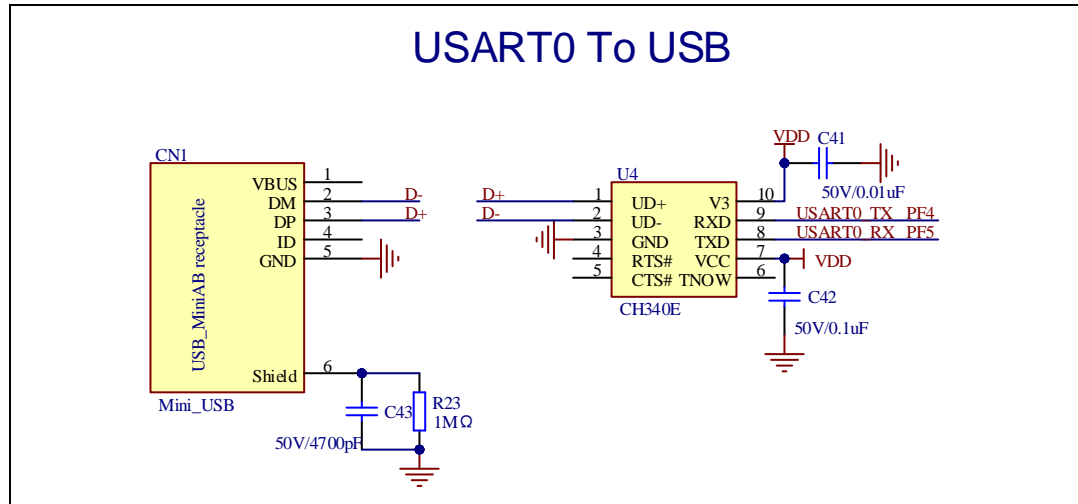 USART0 To USB
CN1
VBUS 1
DM 2 D-
DP 3 D+
ID 4
GND 5
USB_MiniAB receptacle
Shield 6
Mini_USB
C43
50V/4700pF
R23
1MΩ
U4
D+ 1 UD+
D- 2 UD-
3 GND
4 RTS#
5 CTS#
V3 10
RXD 9 USART0_TX_PF4
TXD 8 USART0_RX_PF5
VCC 7 VDD
TNOW 6
CH340E
VDD
C41
50V/0.01uF
C42
50V/0.1uF